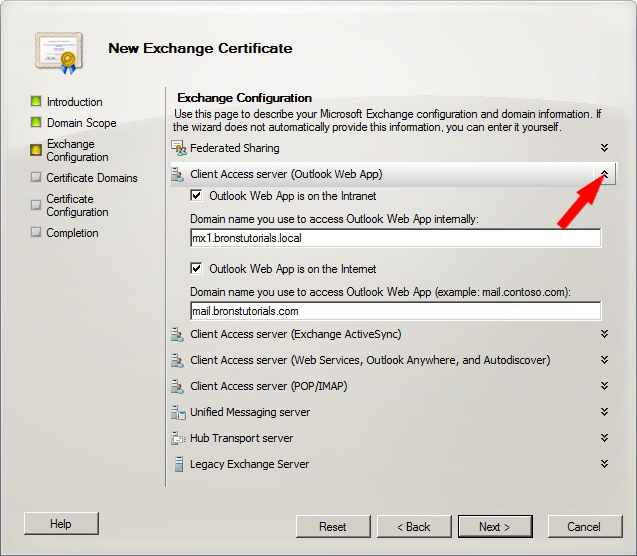 New Exchange Certificate
Introduction
Domain Scope
Exchange
Configuration
Certificate Domains
Certificate
Configuration
Completion
Exchange Configuration
Use this page to describe your Microsoft Exchange configuration and domain information. If
the wizard does not automatically provide this information, you can enter it yourself.
Federated Sharing
Client Access server (Outlook Web App)
Outlook Web App is on the Intranet
Domain name you use to access Outlook Web App internally:
mx1.bronstutorials.local
Outlook Web App is on the Internet
Domain name you use to access Outlook Web App (example: mail.contoso.com):
mail.bronstutorials.com
Client Access server (Exchange ActiveSync)
Client Access server (Web Services, Outlook Anywhere, and Autodiscover)
Client Access server (POP/IMAP)
Unified Messaging server
Hub Transport server
Legacy Exchange Server
Help
Reset
< Back
Next >
Cancel